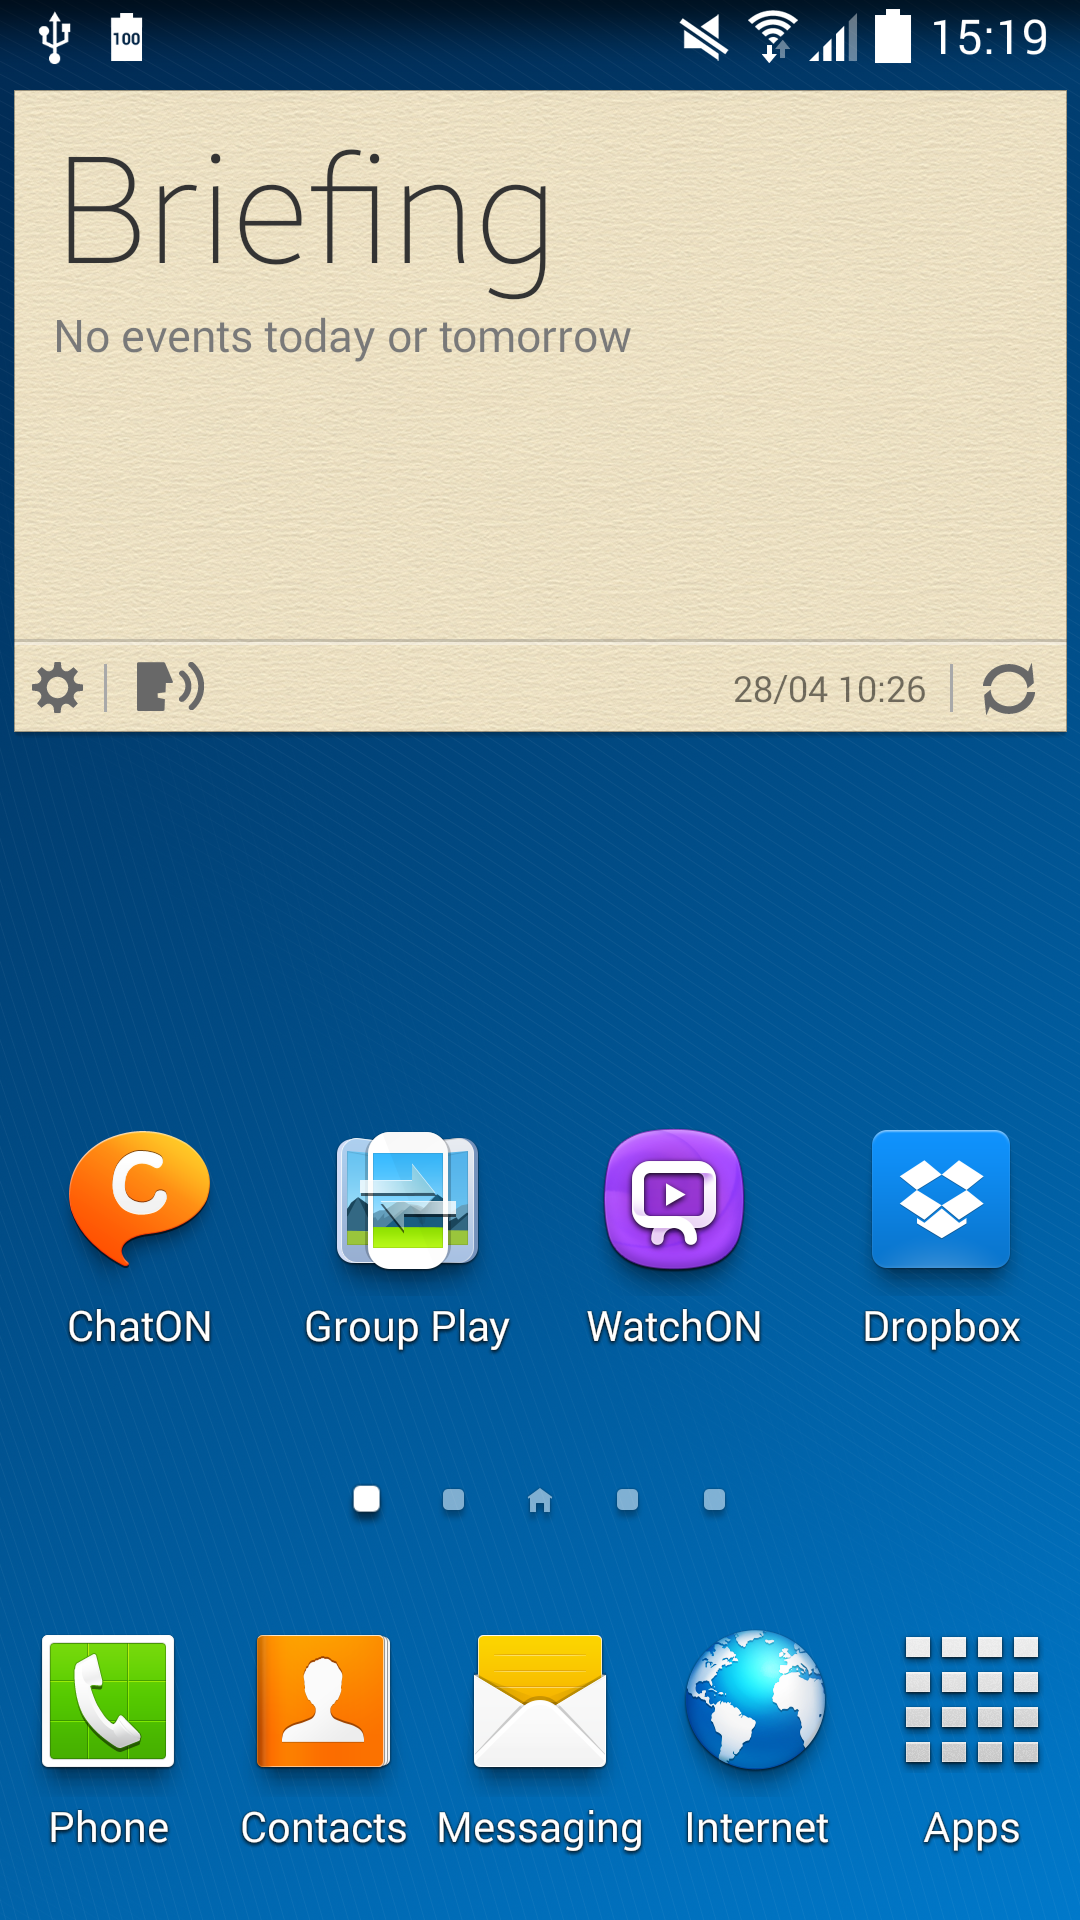 100
15:19
Briefing
No events today or tomorrow
28/04 10:26
C
ChatON Group Play WatchON Dropbox
Phone Contacts Messaging Internet Apps